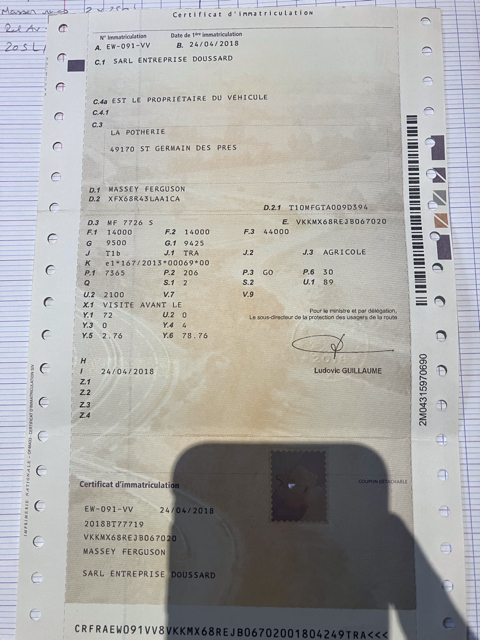 Certificat d'immatriculation
N° immatriculation Date de 1ère immatriculation
A. EW-091-VV B. 24/04/2018
C.1 SARL ENTREPRISE DOUSSARD
C.4a EST LE PROPRIÉTAIRE DU VÉHICULE
C.4.1
C.3
LA POTHERIE
49170 ST GERMAIN DES PRES
D.1 MASSEY FERGUSON
D.2 XFX68R43LAA1CA
D.2.1 T10MFGTA009D394
D.3 MF 7726 S E. VKKMX68REJB067020
F.1 14000 F.2 14000 F.3 44000
G 9500 G.1 9425
J T1b J.1 TRA J.2 J.3 AGRICOLE
K e1*167/2013*00069*00
P.1 7365 P.2 206 P.3 GO P.6 30
Q S.1 2 S.2 U.1 89
U.2 2100 V.7 V.9
X.1 VISITE AVANT LE
Y.1 72 U.2 0
Y.3 0 Y.4 4
Y.5 2.76 Y.6 78.76
Pour le ministre et par délégation,
Le sous-directeur de la protection des usagers de la route
Ludovic GUILLAUME
H
I 24/04/2018
Z.1
Z.2
Z.3
Z.4
2M04315970690
Certificat d'immatriculation
COUPON DÉTACHABLE
EW-091-VV 24/04/2018
2018BT77719
VKKMX68REJB067020
MASSEY FERGUSON
SARL ENTREPRISE DOUSSARD
CRFRAEW091VV8VKKMX68REJB06702001804249TRA<<<